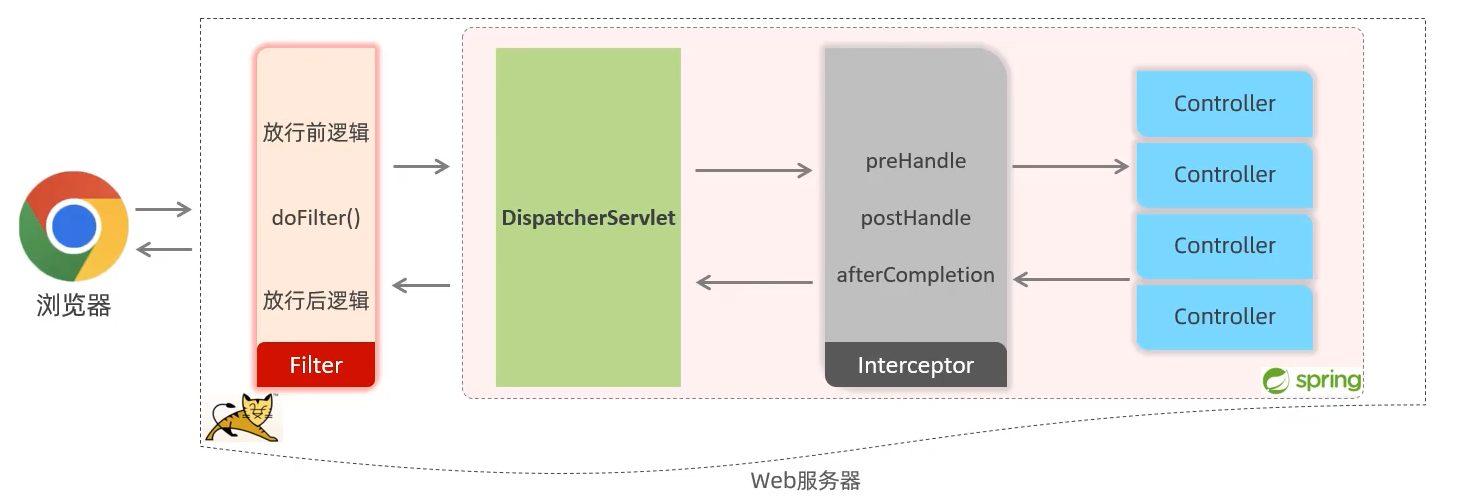 浏览器
放行前逻辑
doFilter()
放行后逻辑
Filter
DispatcherServlet
preHandle
postHandle
afterCompletion
Interceptor
Controller
Controller
Controller
Controller
spring
Web服务器